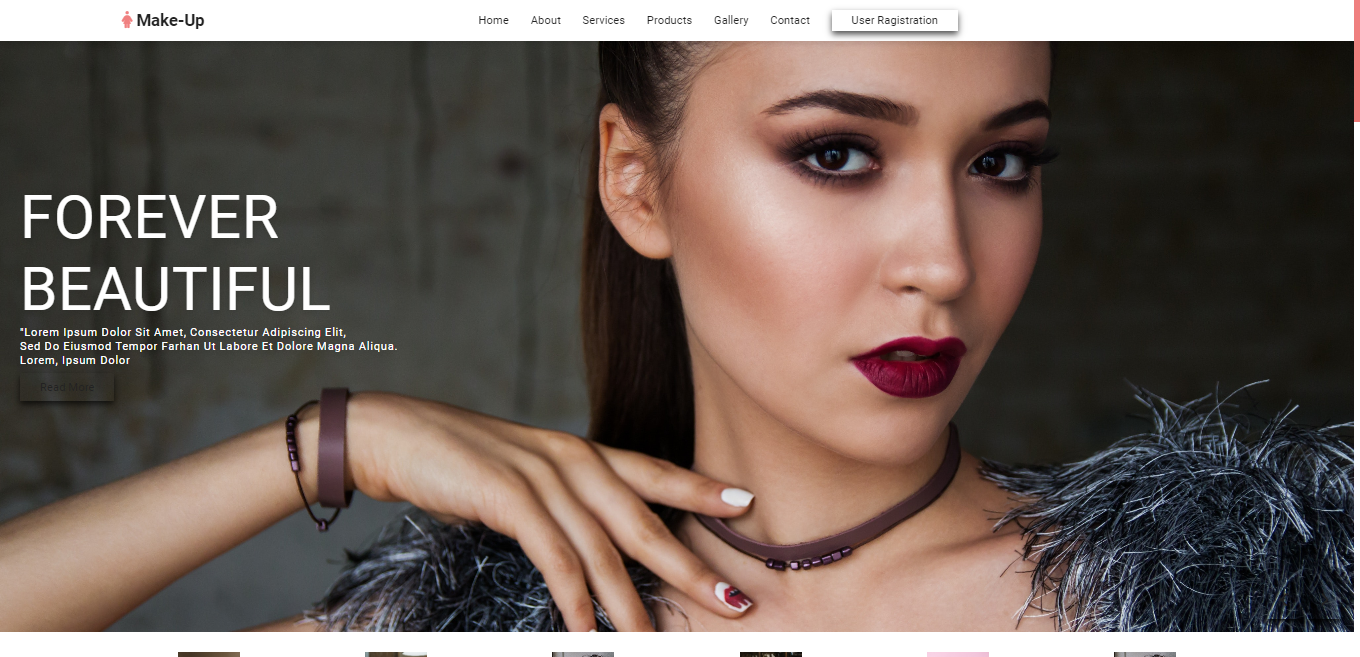 Make-Up
Home About Services Products Gallery Contact User Ragistration
FOREVER
BEAUTIFUL
"Lorem Ipsum Dolor Sit Amet, Consectetur Adipiscing Elit,
Sed Do Eiusmod Tempor Farhan Ut Labore Et Dolore Magna Aliqua.
Lorem, Ipsum Dolor
Read More